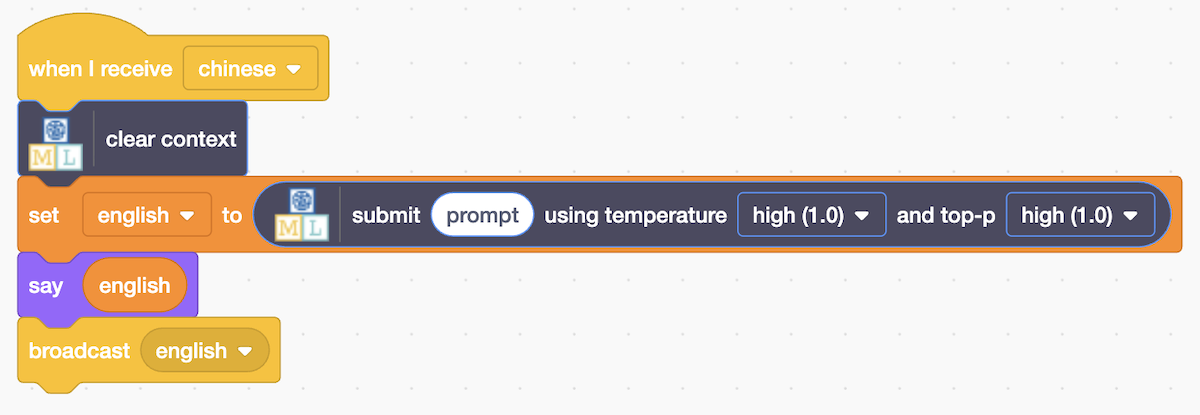 when I receive chinese
M L clear context
set english to M L submit prompt using temperature high (1.0) and top-p high (1.0)
say english
broadcast english